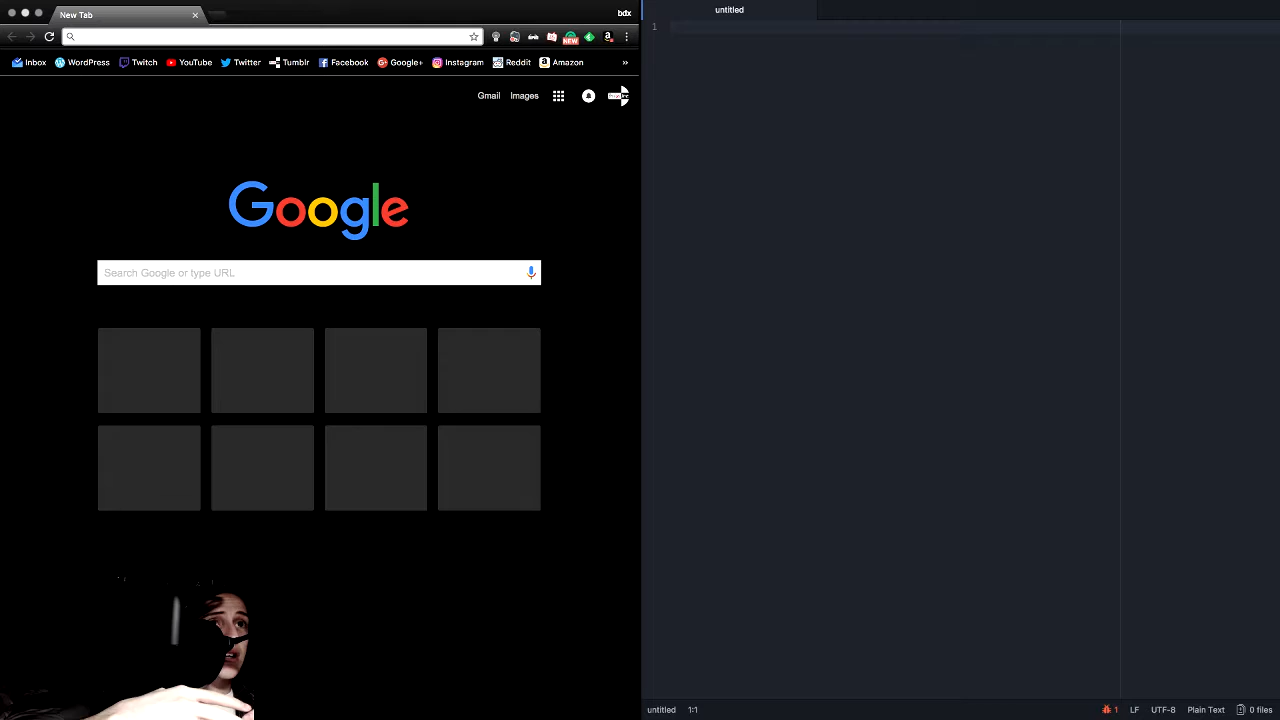 New Tab
bdx
NEW
Inbox WordPress Twitch YouTube Twitter Tumblr Facebook Google+ Instagram Reddit Amazon »
Gmail Images
Google
Search Google or type URL
untitled
1
untitled 1:1
1 LF UTF-8 Plain Text 0 files